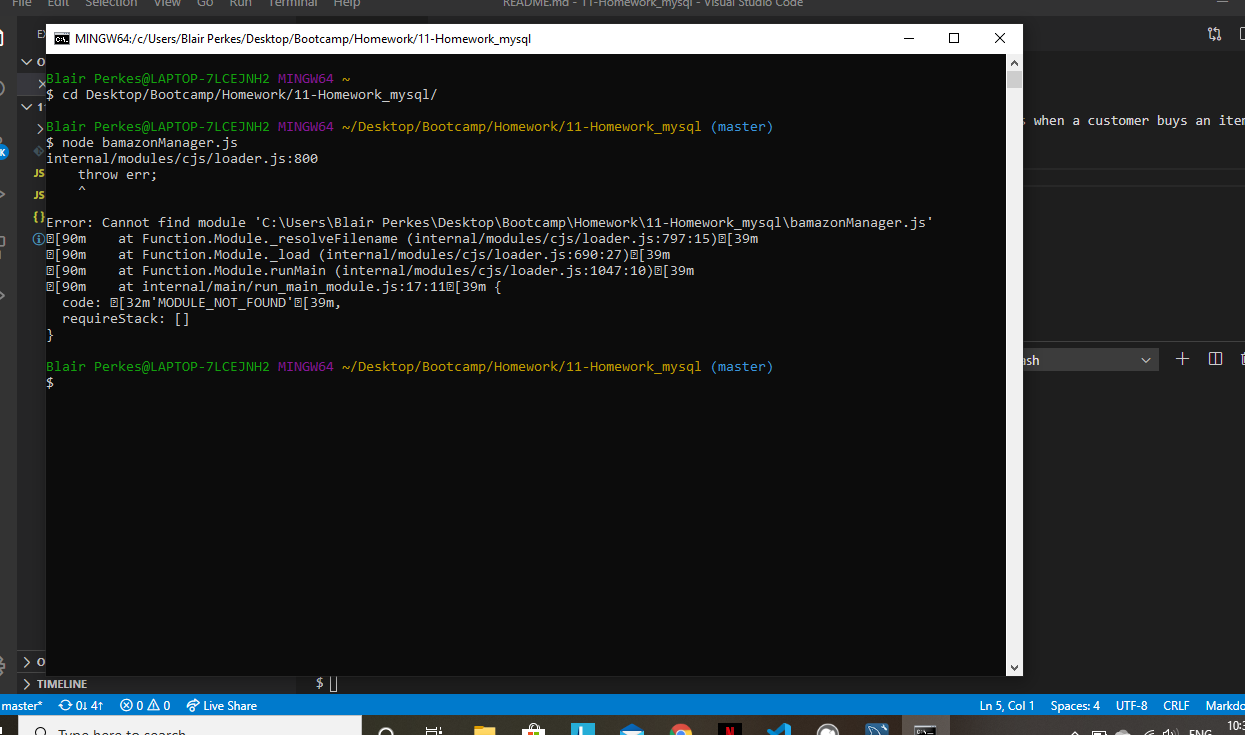 File Edit Selection View Go Run Terminal Help README.md - 11-Homework_mysql - Visual Studio Code
MINGW64:/c/Users/Blair Perkes/Desktop/Bootcamp/Homework/11-Homework_mysql
Blair Perkes@LAPTOP-7LCEJNH2 MINGW64 ~
$ cd Desktop/Bootcamp/Homework/11-Homework_mysql/
Blair Perkes@LAPTOP-7LCEJNH2 MINGW64 ~/Desktop/Bootcamp/Homework/11-Homework_mysql (master)
when a customer buys an item
$ node bamazonManager.js
internal/modules/cjs/loader.js:800
throw err;
^
JS
JS
{}
Error: Cannot find module 'C:\Users\Blair Perkes\Desktop\Bootcamp\Homework\11-Homework_mysql\bamazonManager.js'
[90m    at Function.Module._resolveFilename (internal/modules/cjs/loader.js:797:15)[39m
[90m    at Function.Module._load (internal/modules/cjs/loader.js:690:27)[39m
[90m    at Function.Module.runMain (internal/modules/cjs/loader.js:1047:10)[39m
[90m    at internal/main/run_main_module.js:17:11[39m {
code: [32m'MODULE_NOT_FOUND'[39m,
requireStack: []
}
Blair Perkes@LAPTOP-7LCEJNH2 MINGW64 ~/Desktop/Bootcamp/Homework/11-Homework_mysql (master)
$
TIMELINE
$
master* 0↓ 4↑ 0 0 Live Share Ln 5, Col 1 Spaces: 4 UTF-8 CRLF
Type here to search ENG